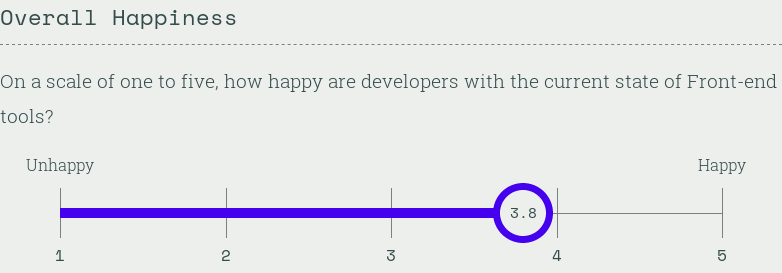 Overall Happiness
On a scale of one to five, how happy are developers with the current state of Front-end
tools?
Unhappy Happy
3.8
1 2 3 4 5